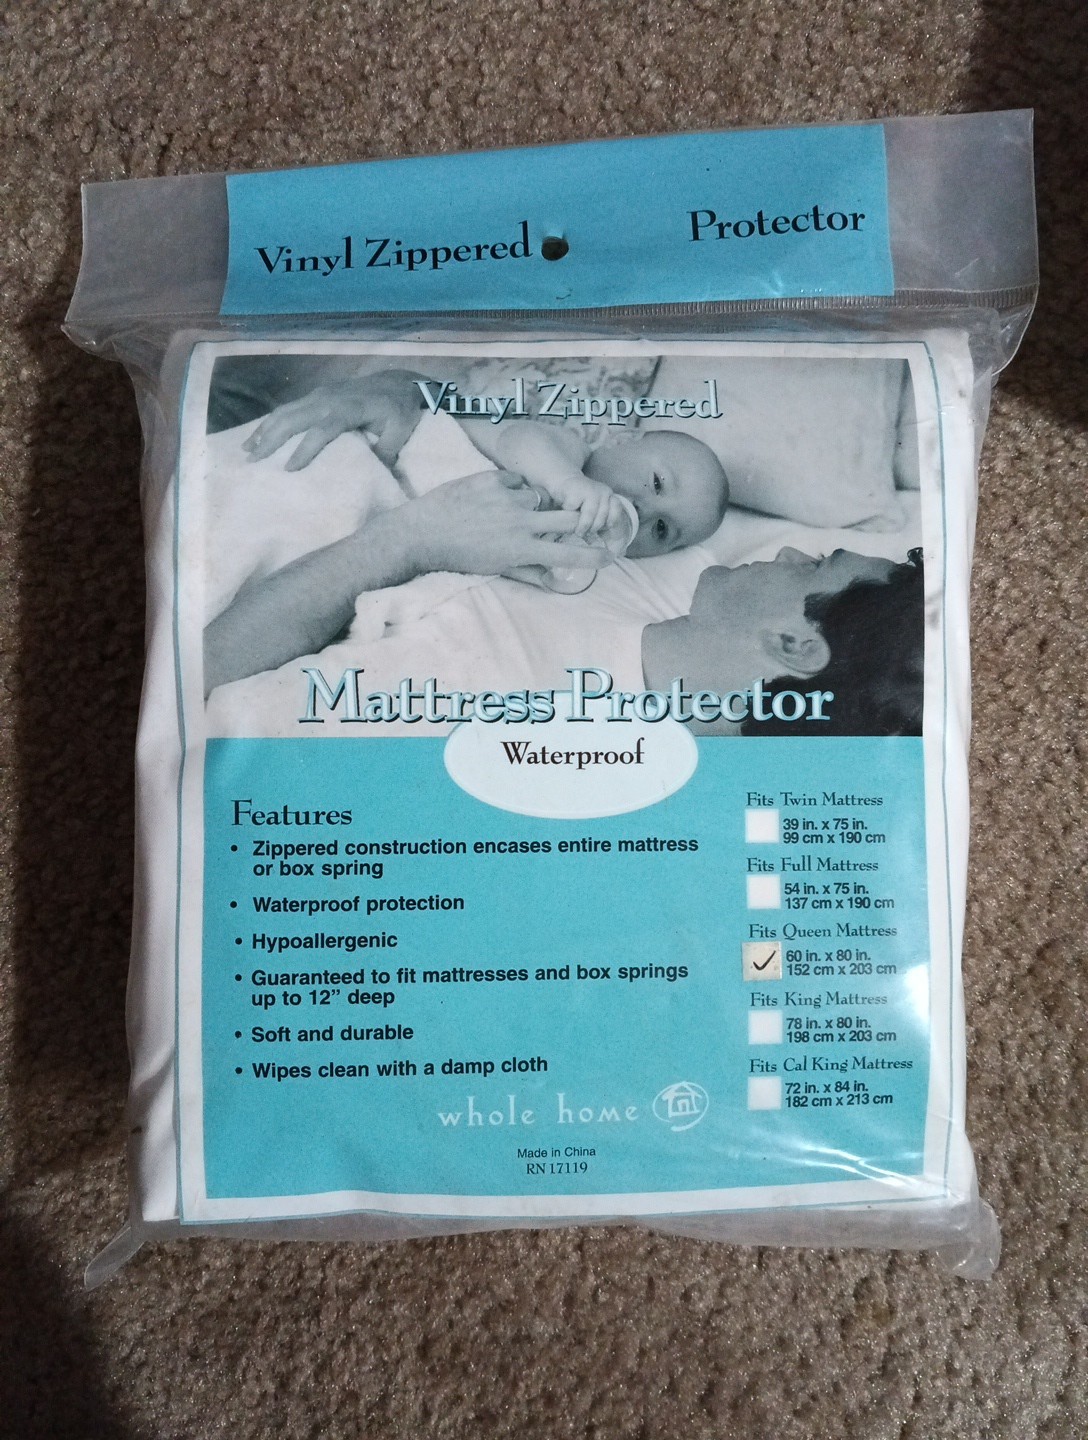 Vinyl Zippered Protector
Vinyl Zippered
Mattress Protector
Waterproof
Features
• Zippered construction encases entire mattress
or box spring
• Waterproof protection
• Hypoallergenic
• Guaranteed to fit mattresses and box springs
up to 12” deep
• Soft and durable
• Wipes clean with a damp cloth
Fits Twin Mattress
39 in. x 75 in.
99 cm x 190 cm
Fits Full Mattress
54 in. x 75 in.
137 cm x 190 cm
Fits Queen Mattress
✓ 60 in. x 80 in.
152 cm x 203 cm
Fits King Mattress
78 in. x 80 in.
198 cm x 203 cm
Fits Cal King Mattress
72 in. x 84 in.
182 cm x 213 cm
whole home
Made in China
RN 17119